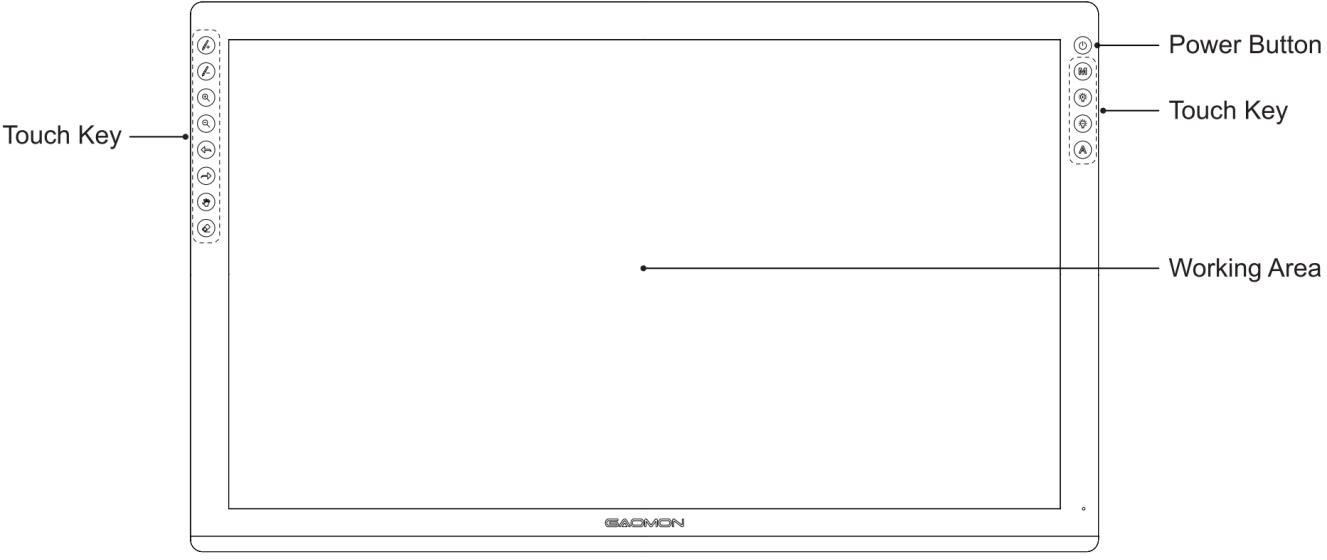 Power Button
M
Touch Key
Touch Key
A
Working Area
GAOMON